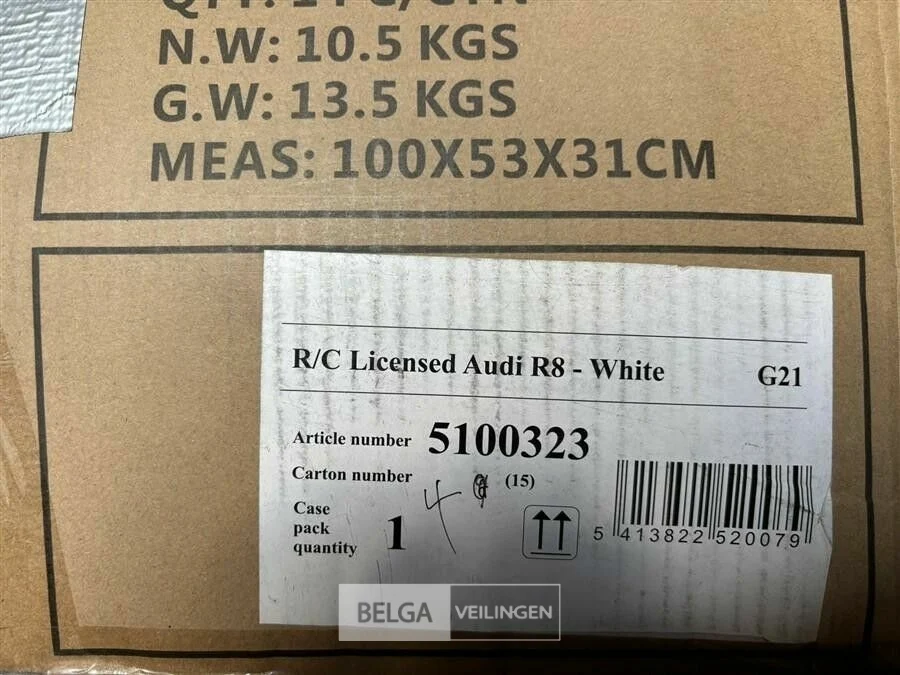 N.W: 10.5 KGS
G.W: 13.5 KGS
MEAS: 100X53X31CM
R/C Licensed Audi R8 - White G21
Article number 5100323
Carton number 4 (15)
Case
pack
quantity 1
5 413822 520079
BELGA VEILINGEN